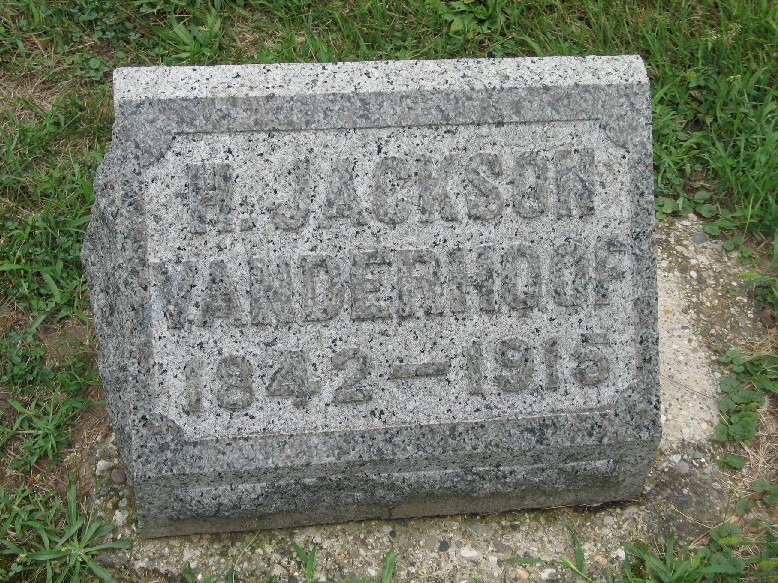 H. JACKSON
VANDERHOOF
1842 – 1915